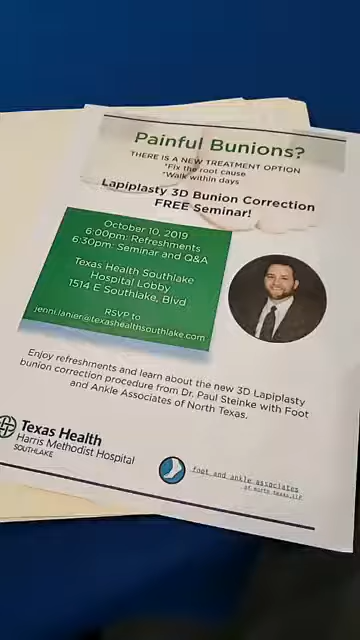 Painful Bunions?
THERE IS A NEW TREATMENT OPTION
*Fix the root cause
*Walk within days
Lapiplasty 3D Bunion Correction
FREE Seminar!
October 10, 2019
6:00pm: Refreshments
6:30pm: Seminar and Q&A
Texas Health Southlake
Hospital Lobby
1514 E Southlake, Blvd
RSVP to
jenni.lanier@texashealthsouthlake.com
Enjoy refreshments and learn about the new 3D Lapiplasty
bunion correction procedure from Dr. Paul Steinke with Foot
and Ankle Associates of North Texas.
Texas Health
Harris Methodist Hospital
SOUTHLAKE
foot and ankle associates
of north texas, LLP